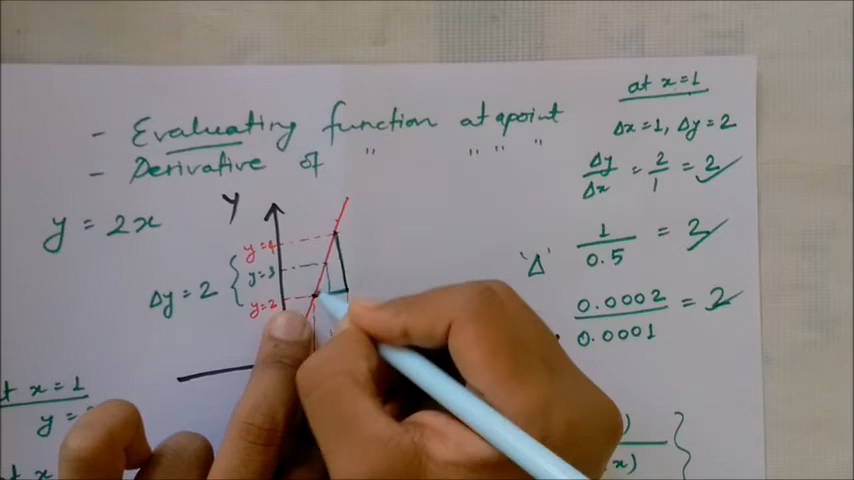 - Evaluating function at a point
- Derivative of " " " "
y = 2x
Y
y=4
y=3
y=2
Δy = 2
at x=1
Δx=1, Δy=2
Δy/Δx = 2/1 = 2
'Δ' 1/0.5 = 2
0.0002/0.0001 = 2
t x = 1
y =
t x
)
x)